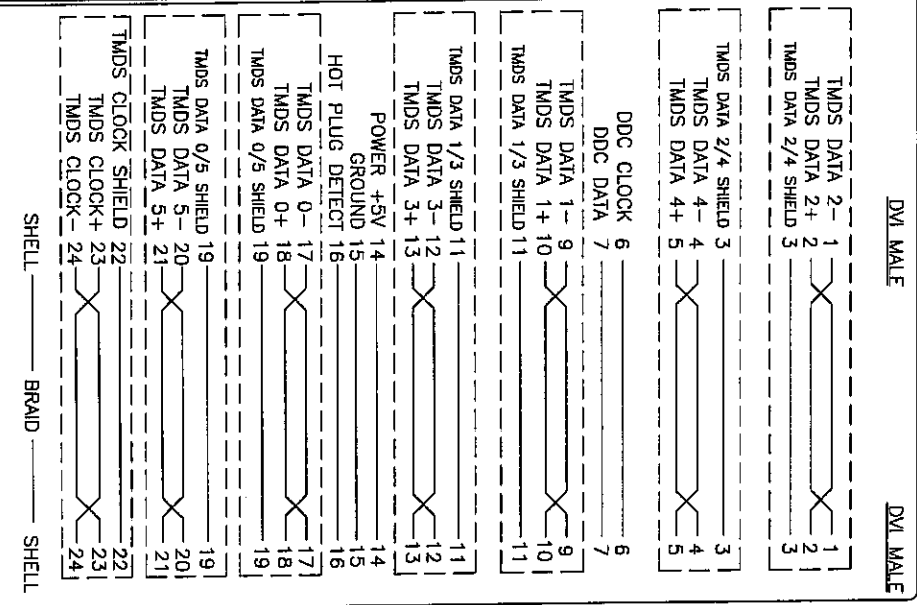 DVI MALE DVI MALE
TMDS DATA 2- 1 1
TMDS DATA 2+ 2 2
TMDS DATA 2/4 SHIELD 3 3
TMDS DATA 2/4 SHIELD 3 3
TMDS DATA 4- 4 4
TMDS DATA 4+ 5 5
DDC CLOCK 6 6
DDC DATA 7 7
TMDS DATA 1- 9 9
TMDS DATA 1+ 10 10
TMDS DATA 1/3 SHIELD 11 11
TMDS DATA 1/3 SHIELD 11 11
TMDS DATA 3- 12 12
TMDS DATA 3+ 13 13
POWER +5V 14 14
GROUND 15 15
HOT PLUG DETECT 16 16
TMDS DATA 0- 17 17
TMDS DATA 0+ 18 18
TMDS DATA 0/5 SHIELD 19 19
TMDS DATA 0/5 SHIELD 19 19
TMDS DATA 5- 20 20
TMDS DATA 5+ 21 21
TMDS CLOCK SHIELD 22 22
TMDS CLOCK+ 23 23
TMDS CLOCK- 24 24
SHELL BRAID SHELL